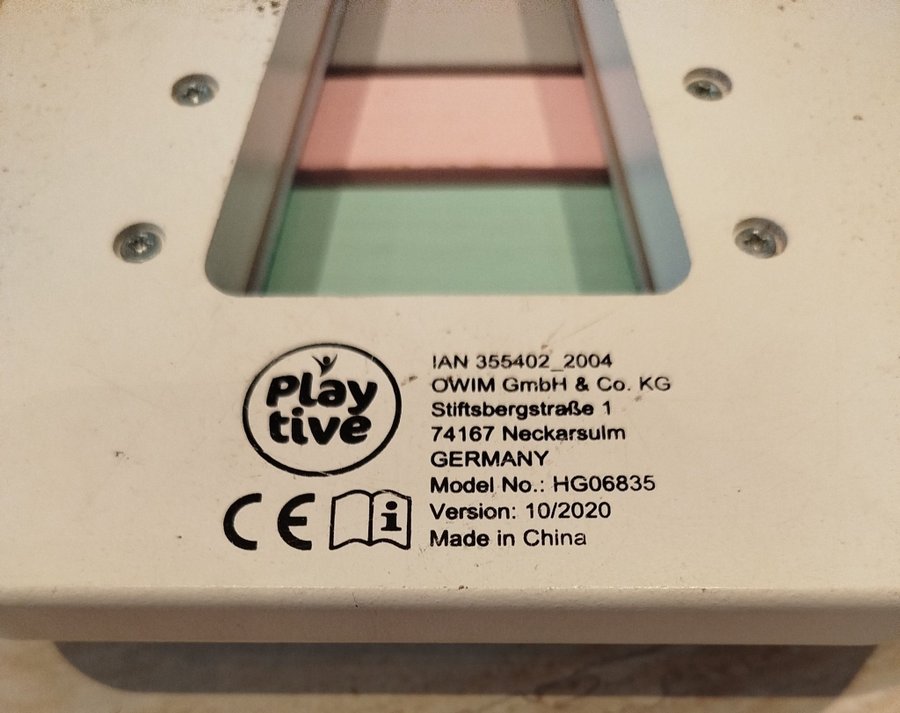 Play
tive
IAN 355402_2004
OWIM GmbH & Co. KG
Stiftsbergstraße 1
74167 Neckarsulm
GERMANY
Model No.: HG06835
Version: 10/2020
Made in China
CE
i